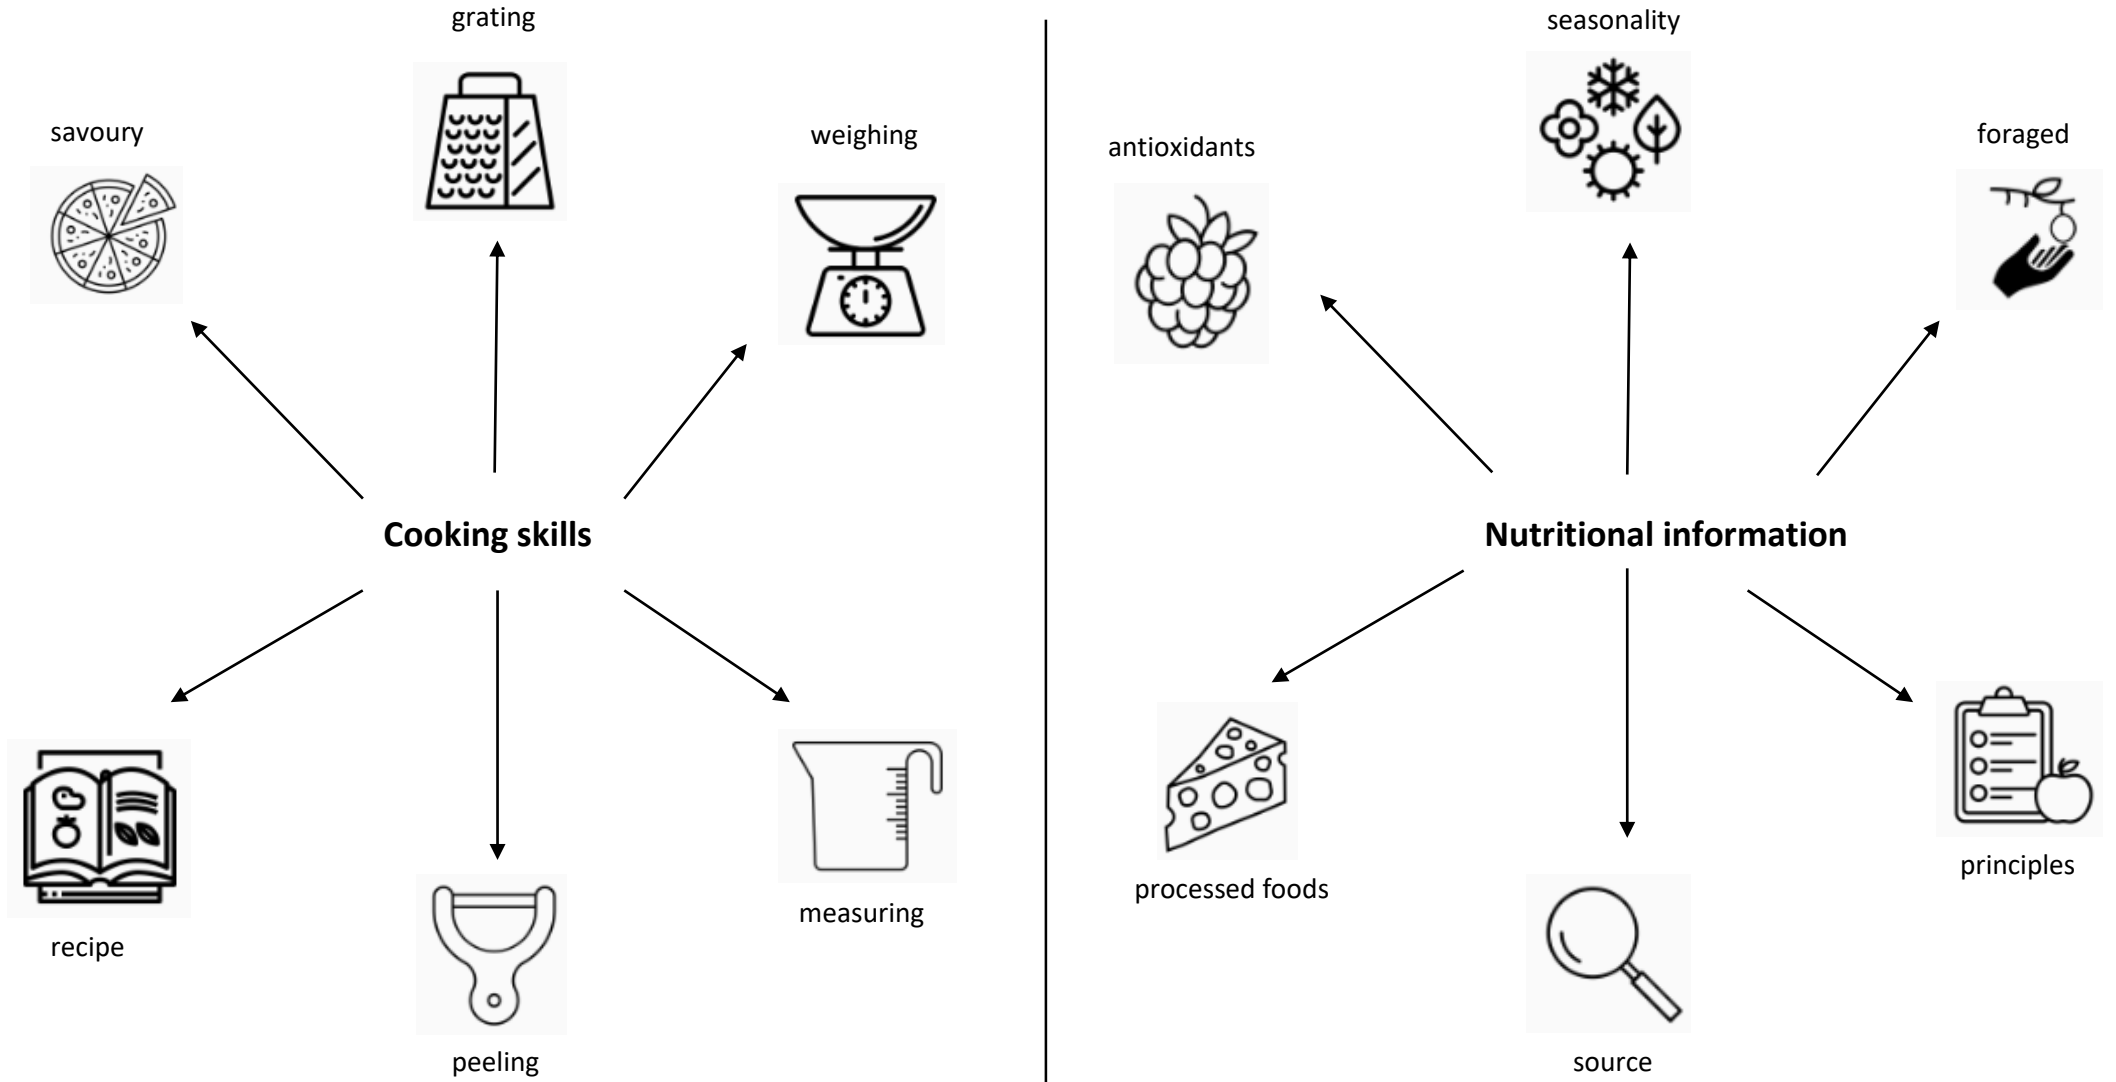 grating
savoury
weighing
Cooking skills
recipe
measuring
peeling
seasonality
antioxidants
foraged
Nutritional information
processed foods
principles
source